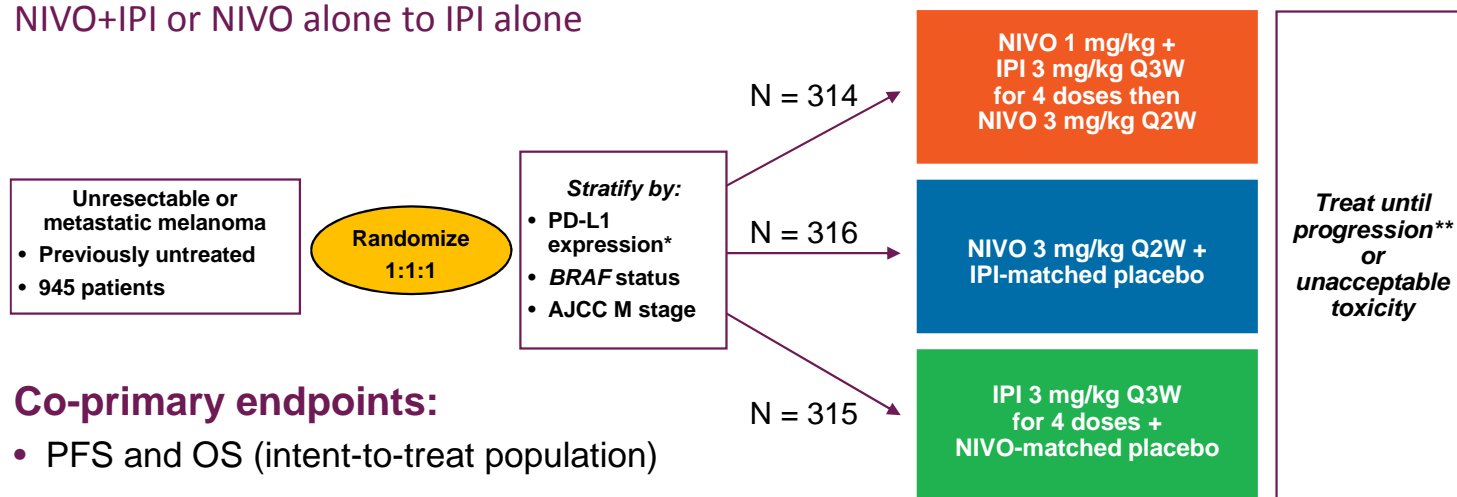 NIVO+IPI or NIVO alone to IPI alone
Unresectable or
metastatic melanoma
• Previously untreated
• 945 patients
Randomize
1:1:1
Stratify by:
• PD-L1
expression*
• BRAF status
• AJCC M stage
N = 314
N = 316
N = 315
NIVO 1 mg/kg +
IPI 3 mg/kg Q3W
for 4 doses then
NIVO 3 mg/kg Q2W
NIVO 3 mg/kg Q2W +
IPI-matched placebo
IPI 3 mg/kg Q3W
for 4 doses +
NIVO-matched placebo
Treat until
progression**
or
unacceptable
toxicity
Co-primary endpoints:
• PFS and OS (intent-to-treat population)